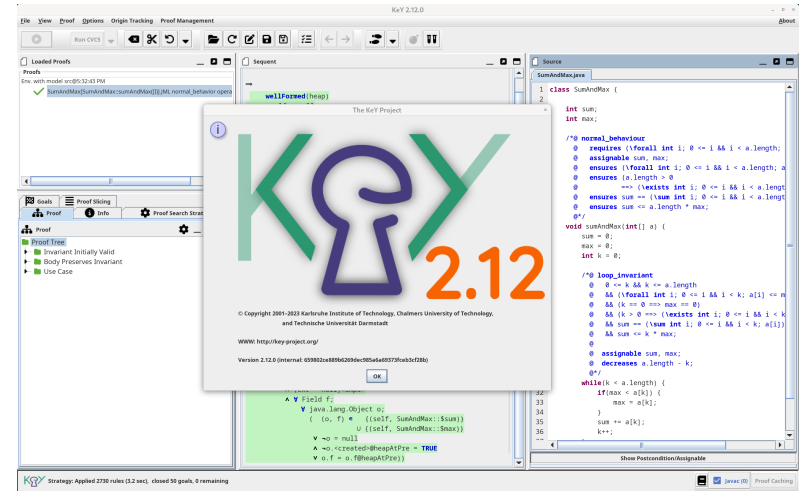 KeY 2.12.0
File View Proof Options Origin Tracking Proof Management About
Run CVC5
Loaded Proofs
Proofs
Env. with model src@5:32:43 PM
SumAndMax[SumAndMax::sumAndMax([I)].JML normal_behavior opera
Goals Proof Slicing
Proof Info Proof Search Strat
Proof
Proof Tree
Invariant Initially Valid
Body Preserves Invariant
Use Case
Sequent
wellFormed(heap)
The KeY Project
KEY
2.12
© Copyright 2001–2023 Karlsruhe Institute of Technology, Chalmers University of Technology,
and Technische Universität Darmstadt
WWW: http://key-project.org/
Version 2.12.0 (internal: 659802ce889b6269dec985a6a69373fceb3cf28b)
OK
∧ ∀ Field f;
∀ java.lang.Object o;
( (o, f) ∈ {(self, SumAndMax::$sum)}
∪ {(self, SumAndMax::$max)}
∨ ¬o = null
∧ ¬o.<created>@heapAtPre = TRUE
∨ o.f = o.f@heapAtPre))
Source
SumAndMax.java
1 class SumAndMax {
2
int sum;
int max;
/*@ normal_behaviour
@ requires (\forall int i; 0 <= i && i < a.length;
@ assignable sum, max;
@ ensures (\forall int i; 0 <= i && i < a.length; a
@ ensures (a.length > 0
@ ==> (\exists int i; 0 <= i && i < a.lengt
@ ensures sum == (\sum int i; 0 <= i && i < a.lengt
@ ensures sum <= a.length * max;
@*/
void sumAndMax(int[] a) {
sum = 0;
max = 0;
int k = 0;
/*@ loop_invariant
@ 0 <= k && k <= a.length
@ && (\forall int i; 0 <= i && i < k; a[i] <= m
@ && (k == 0 ==> max == 0)
@ && (k > 0 ==> (\exists int i; 0 <= i && i < k
@ && sum == (\sum int i; 0 <= i && i < k; a[i])
@ && sum <= k * max;
@
@ assignable sum, max;
@ decreases a.length - k;
@*/
while(k < a.length) {
32 if(max < a[k]) {
33 max = a[k];
34 }
35 sum += a[k];
36 k++;
Show Postcondition/Assignable
KeY Strategy: Applied 2730 rules (3.2 sec), closed 50 goals, 0 remaining
Javac (0) Proof Caching